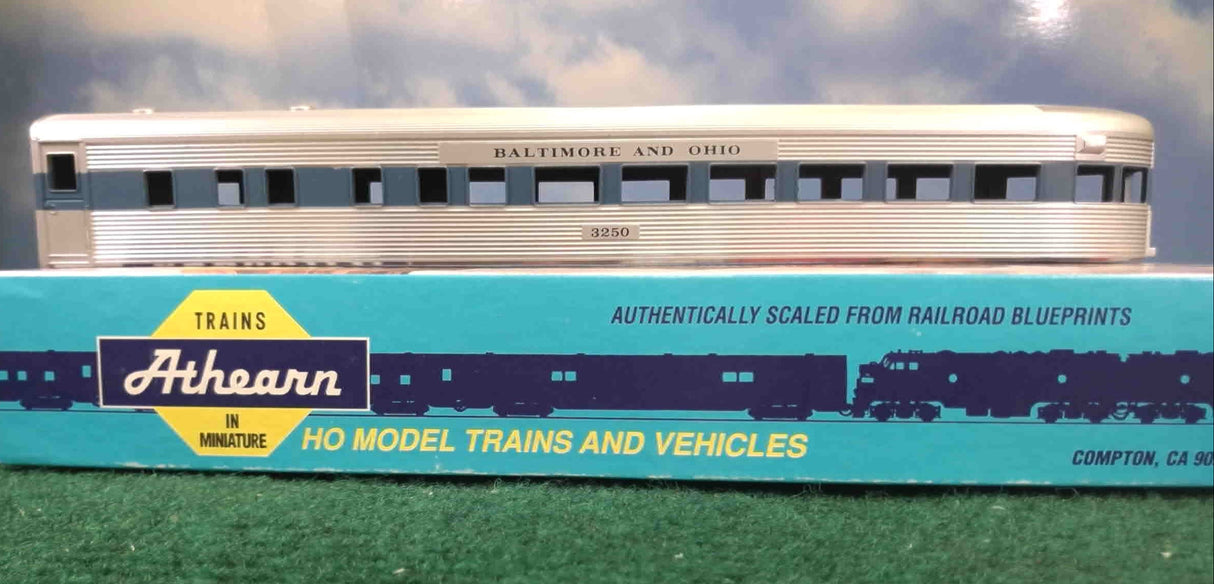 BALTIMORE AND OHIO
3250
TRAINS
Athearn
IN
MINIATURE
AUTHENTICALLY SCALED FROM RAILROAD BLUEPRINTS
HO MODEL TRAINS AND VEHICLES
COMPTON, CA 90